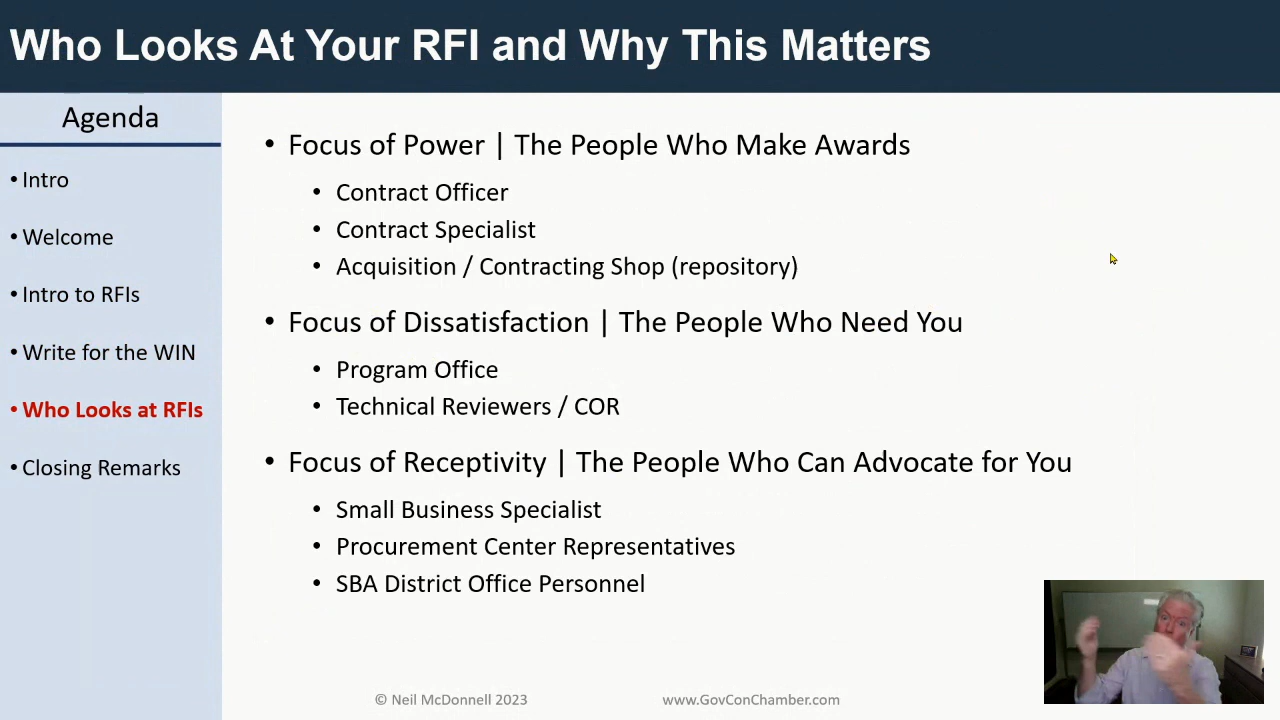 Who Looks At Your RFI and Why This Matters
Agenda
• Intro
• Welcome
• Intro to RFIs
• Write for the WIN
• Who Looks at RFIs
• Closing Remarks
• Focus of Power | The People Who Make Awards
• Contract Officer
• Contract Specialist
• Acquisition / Contracting Shop (repository)
• Focus of Dissatisfaction | The People Who Need You
• Program Office
• Technical Reviewers / COR
• Focus of Receptivity | The People Who Can Advocate for You
• Small Business Specialist
• Procurement Center Representatives
• SBA District Office Personnel
© Neil McDonnell 2023
www.GovConChamber.com